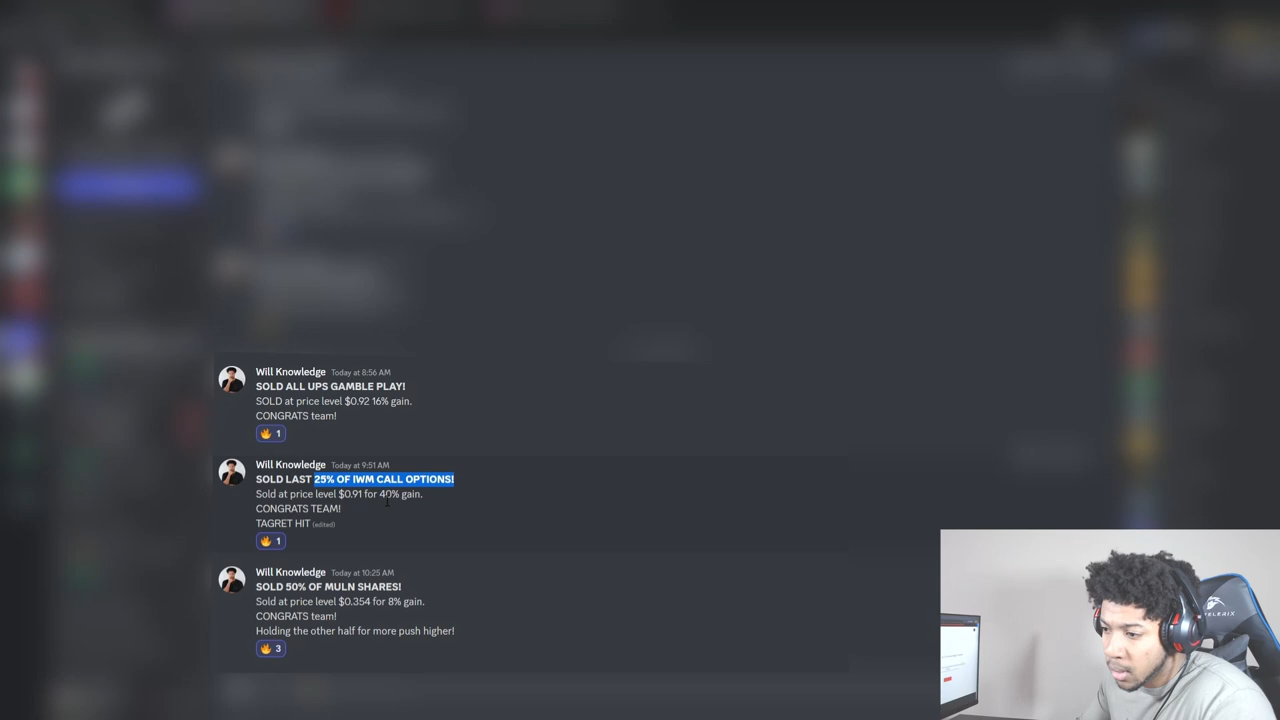 Will Knowledge Today at 8:56 AM
SOLD ALL UPS GAMBLE PLAY!
SOLD at price level $0.92 16% gain.
CONGRATS team!
🔥 1
Will Knowledge Today at 9:51 AM
SOLD LAST 25% OF IWM CALL OPTIONS!
Sold at price level $0.91 for 40% gain.
CONGRATS TEAM!
TAGRET HIT (edited)
🔥 1
Will Knowledge Today at 10:25 AM
SOLD 50% OF MULN SHARES!
Sold at price level $0.354 for 8% gain.
CONGRATS team!
Holding the other half for more push higher!
🔥 3